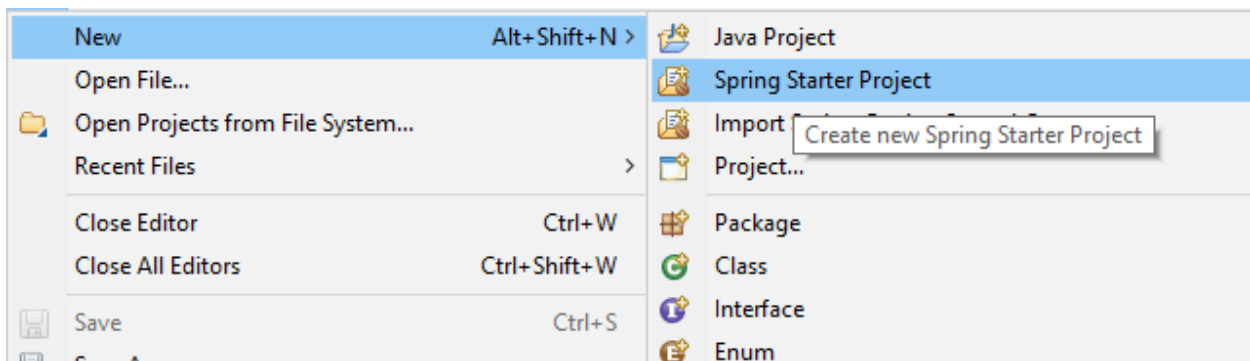 New Alt+Shift+N >
Open File...
Open Projects from File System...
Recent Files >
Close Editor Ctrl+W
Close All Editors Ctrl+Shift+W
Save Ctrl+S
Java Project
Spring Starter Project
Import
Create new Spring Starter Project
Project...
Package
Class
Interface
Enum